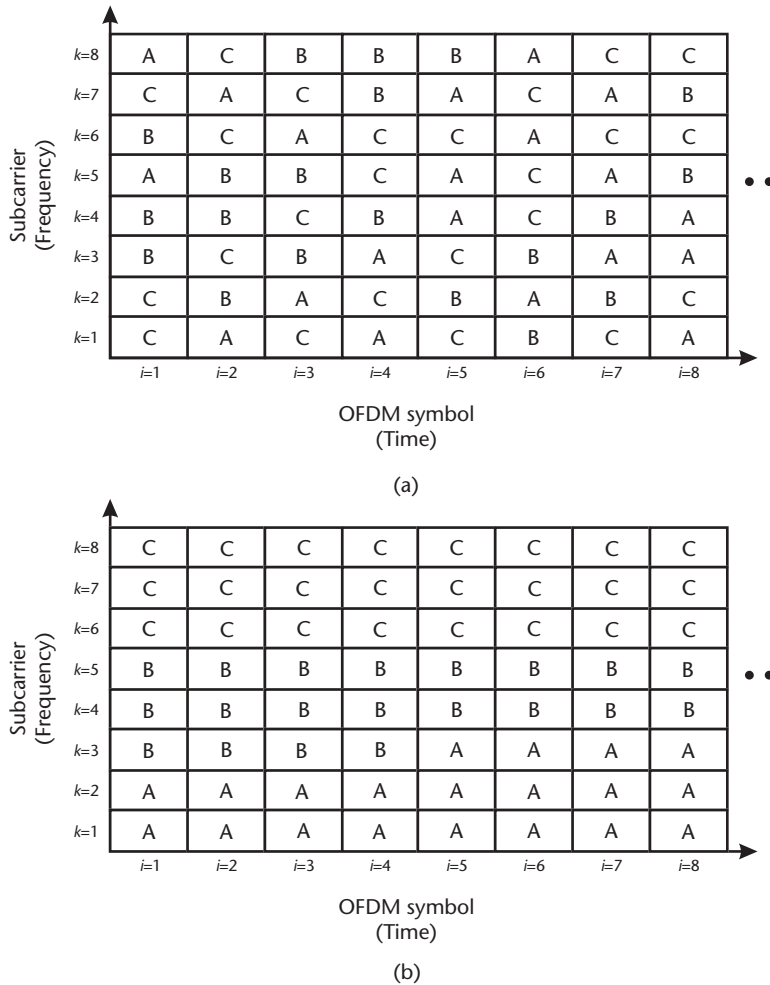 k=8 A C B B B A C C
k=7 C A C B A C A B
k=6 B C A C C A C C
k=5 A B B C A C A B
k=4 B B C B A C B A
k=3 B C B A C B A A
k=2 C B A C B A B C
k=1 C A C A C B C A
Subcarrier
(Frequency)
i=1 i=2 i=3 i=4 i=5 i=6 i=7 i=8
OFDM symbol
(Time)
(a)
k=8 C C C C C C C C
k=7 C C C C C C C C
k=6 C C C C C C C C
k=5 B B B B B B B B
k=4 B B B B B B B B
k=3 B B B B A A A A
k=2 A A A A A A A A
k=1 A A A A A A A A
Subcarrier
(Frequency)
i=1 i=2 i=3 i=4 i=5 i=6 i=7 i=8
OFDM symbol
(Time)
(b)